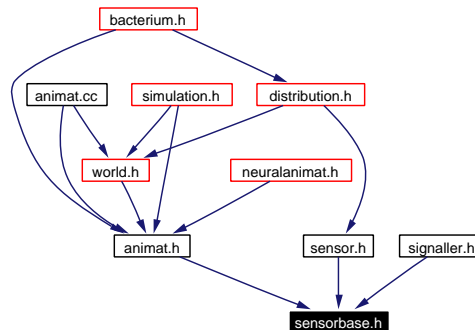 bacterium.h
animat.cc
simulation.h
distribution.h
world.h
neuralanimat.h
animat.h
sensor.h
signaller.h
sensorbase.h